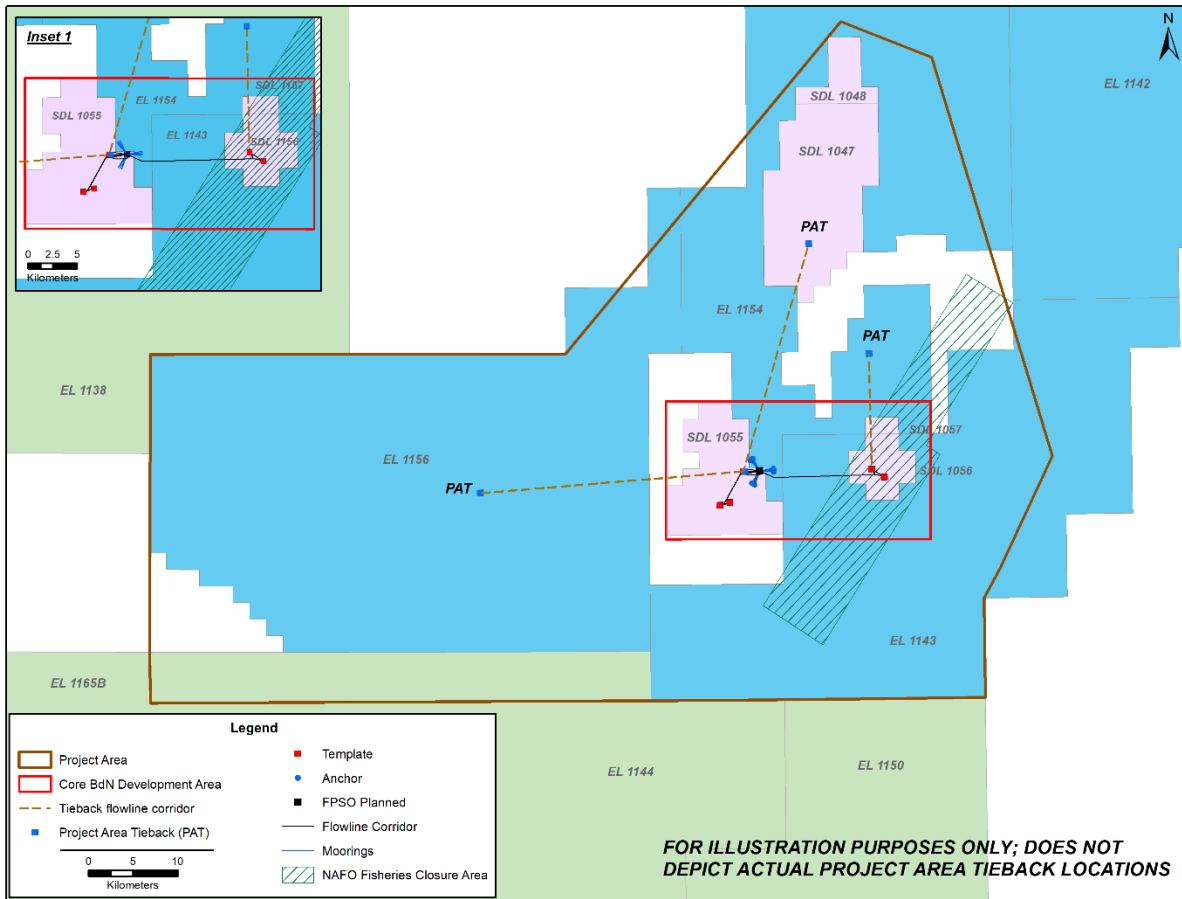 Inset 1
SDL 1157
EL 1154
SDL 1055
EL 1143
SDL 1156
0 2.5 5
Kilometers
N
EL 1142
SDL 1048
SDL 1047
PAT
EL 1154
PAT
EL 1138
SDL 1055
SDL 1057
EL 1156
SDL 1056
PAT
EL 1143
EL 1165B
Legend
Project Area
Core BdN Development Area
Tieback flowline corridor
Project Area Tieback (PAT)
0 5 10
Kilometers
Template
Anchor
FPSO Planned
Flowline Corridor
Moorings
NAFO Fisheries Closure Area
EL 1144
EL 1150
FOR ILLUSTRATION PURPOSES ONLY; DOES NOT
DEPICT ACTUAL PROJECT AREA TIEBACK LOCATIONS